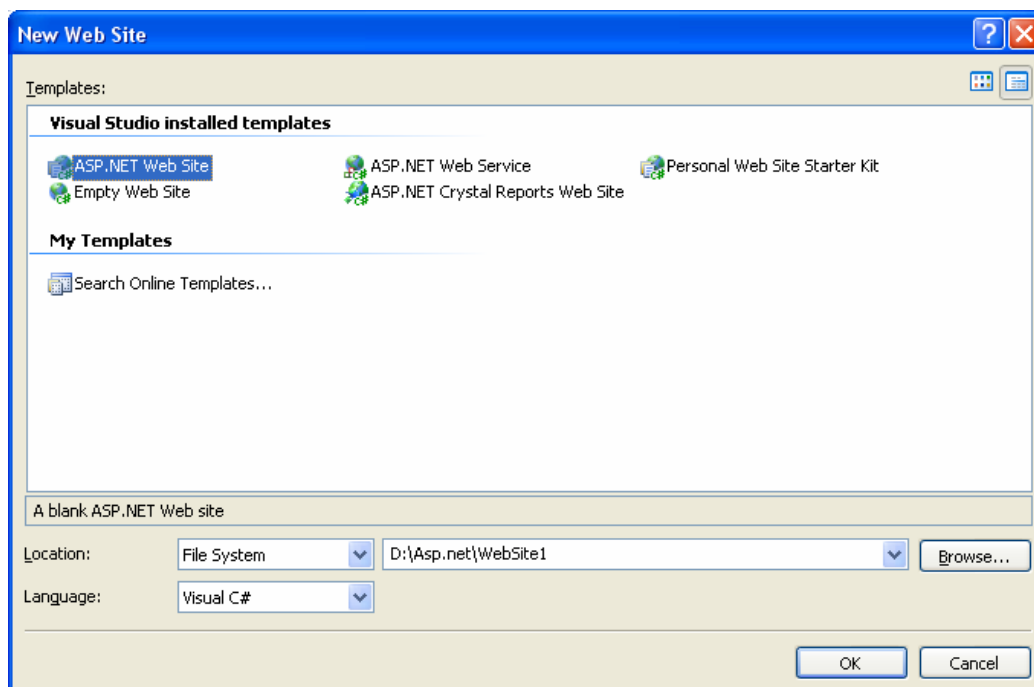 New Web Site
Templates:
Visual Studio installed templates
ASP.NET Web Site ASP.NET Web Service Personal Web Site Starter Kit
Empty Web Site ASP.NET Crystal Reports Web Site
My Templates
Search Online Templates...
A blank ASP.NET Web site
Location: File System D:\Asp.net\WebSite1 Browse...
Language: Visual C#
OK Cancel